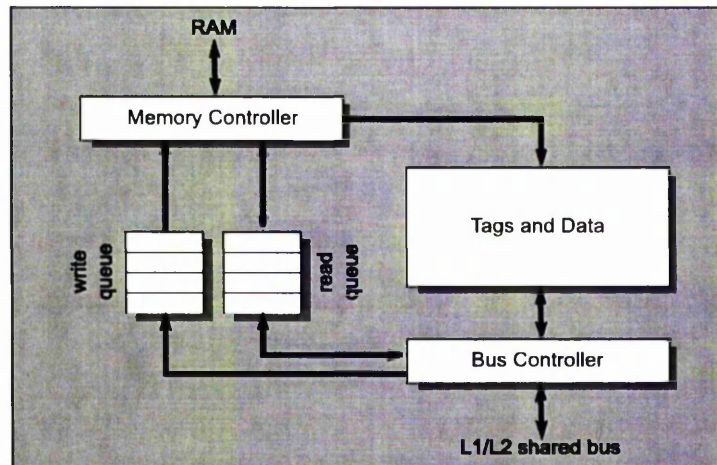 RAM
Memory Controller
Tags and Data
write
queue
read
queue
Bus Controller
L1/L2 shared bus